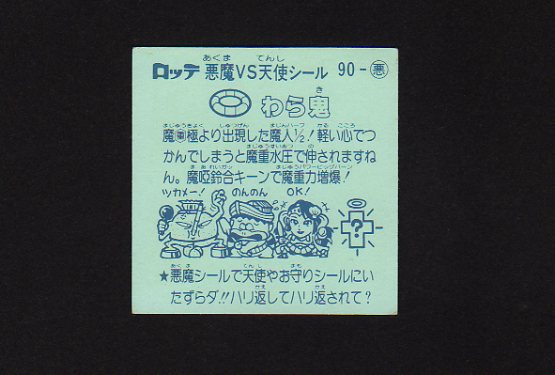 ロッテ 悪魔VS天使シール 90-悪
わら鬼
極より出現した魔人½!軽い心でつ
かんでしまうと魔重水圧で伸されますね
ん。魔啞鈴合キーンで魔重力増爆!
ツカメー! のんのん OK!
?
★悪魔シールで天使やお守りシールにい
たずらダ!!ハリ返してハリ返されて?